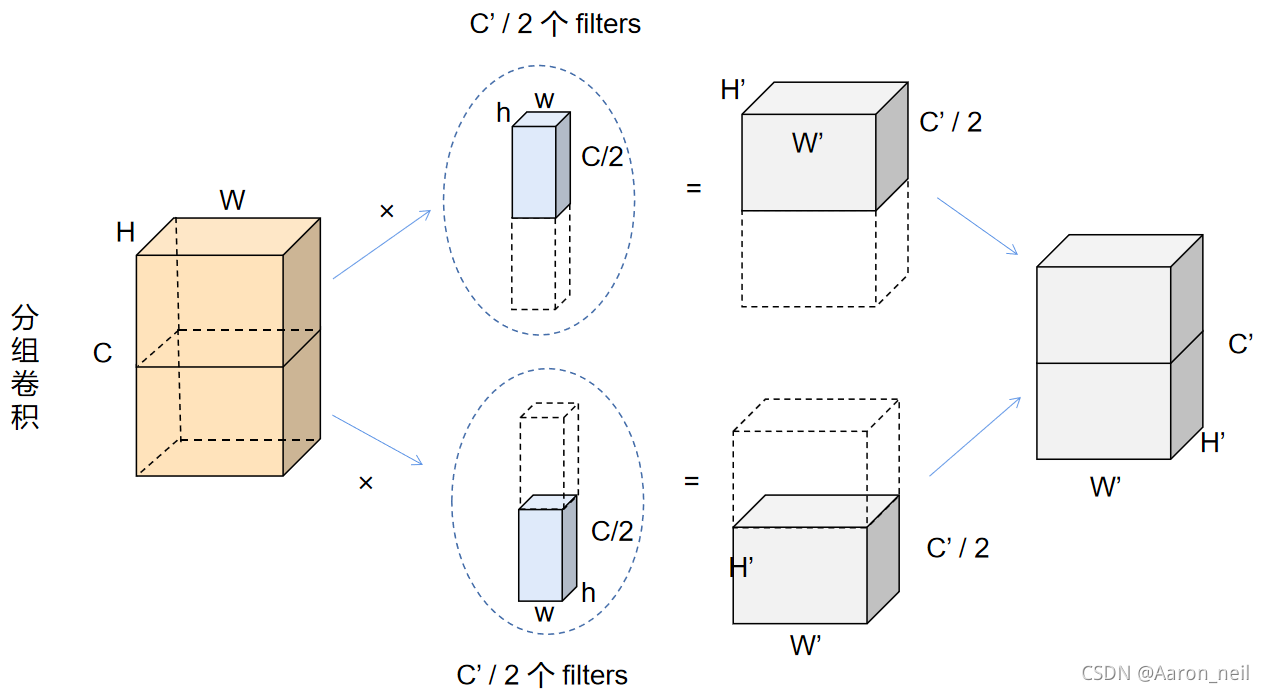 C’ / 2 个 filters
w
h
C/2
H’
W’
C’ / 2
=
×
W
H
C
分组卷积
C’
H’
W’
×
=
C/2
h
w
H’
C’ / 2
W’
C’ / 2 个 filters
CSDN @Aaron_neil